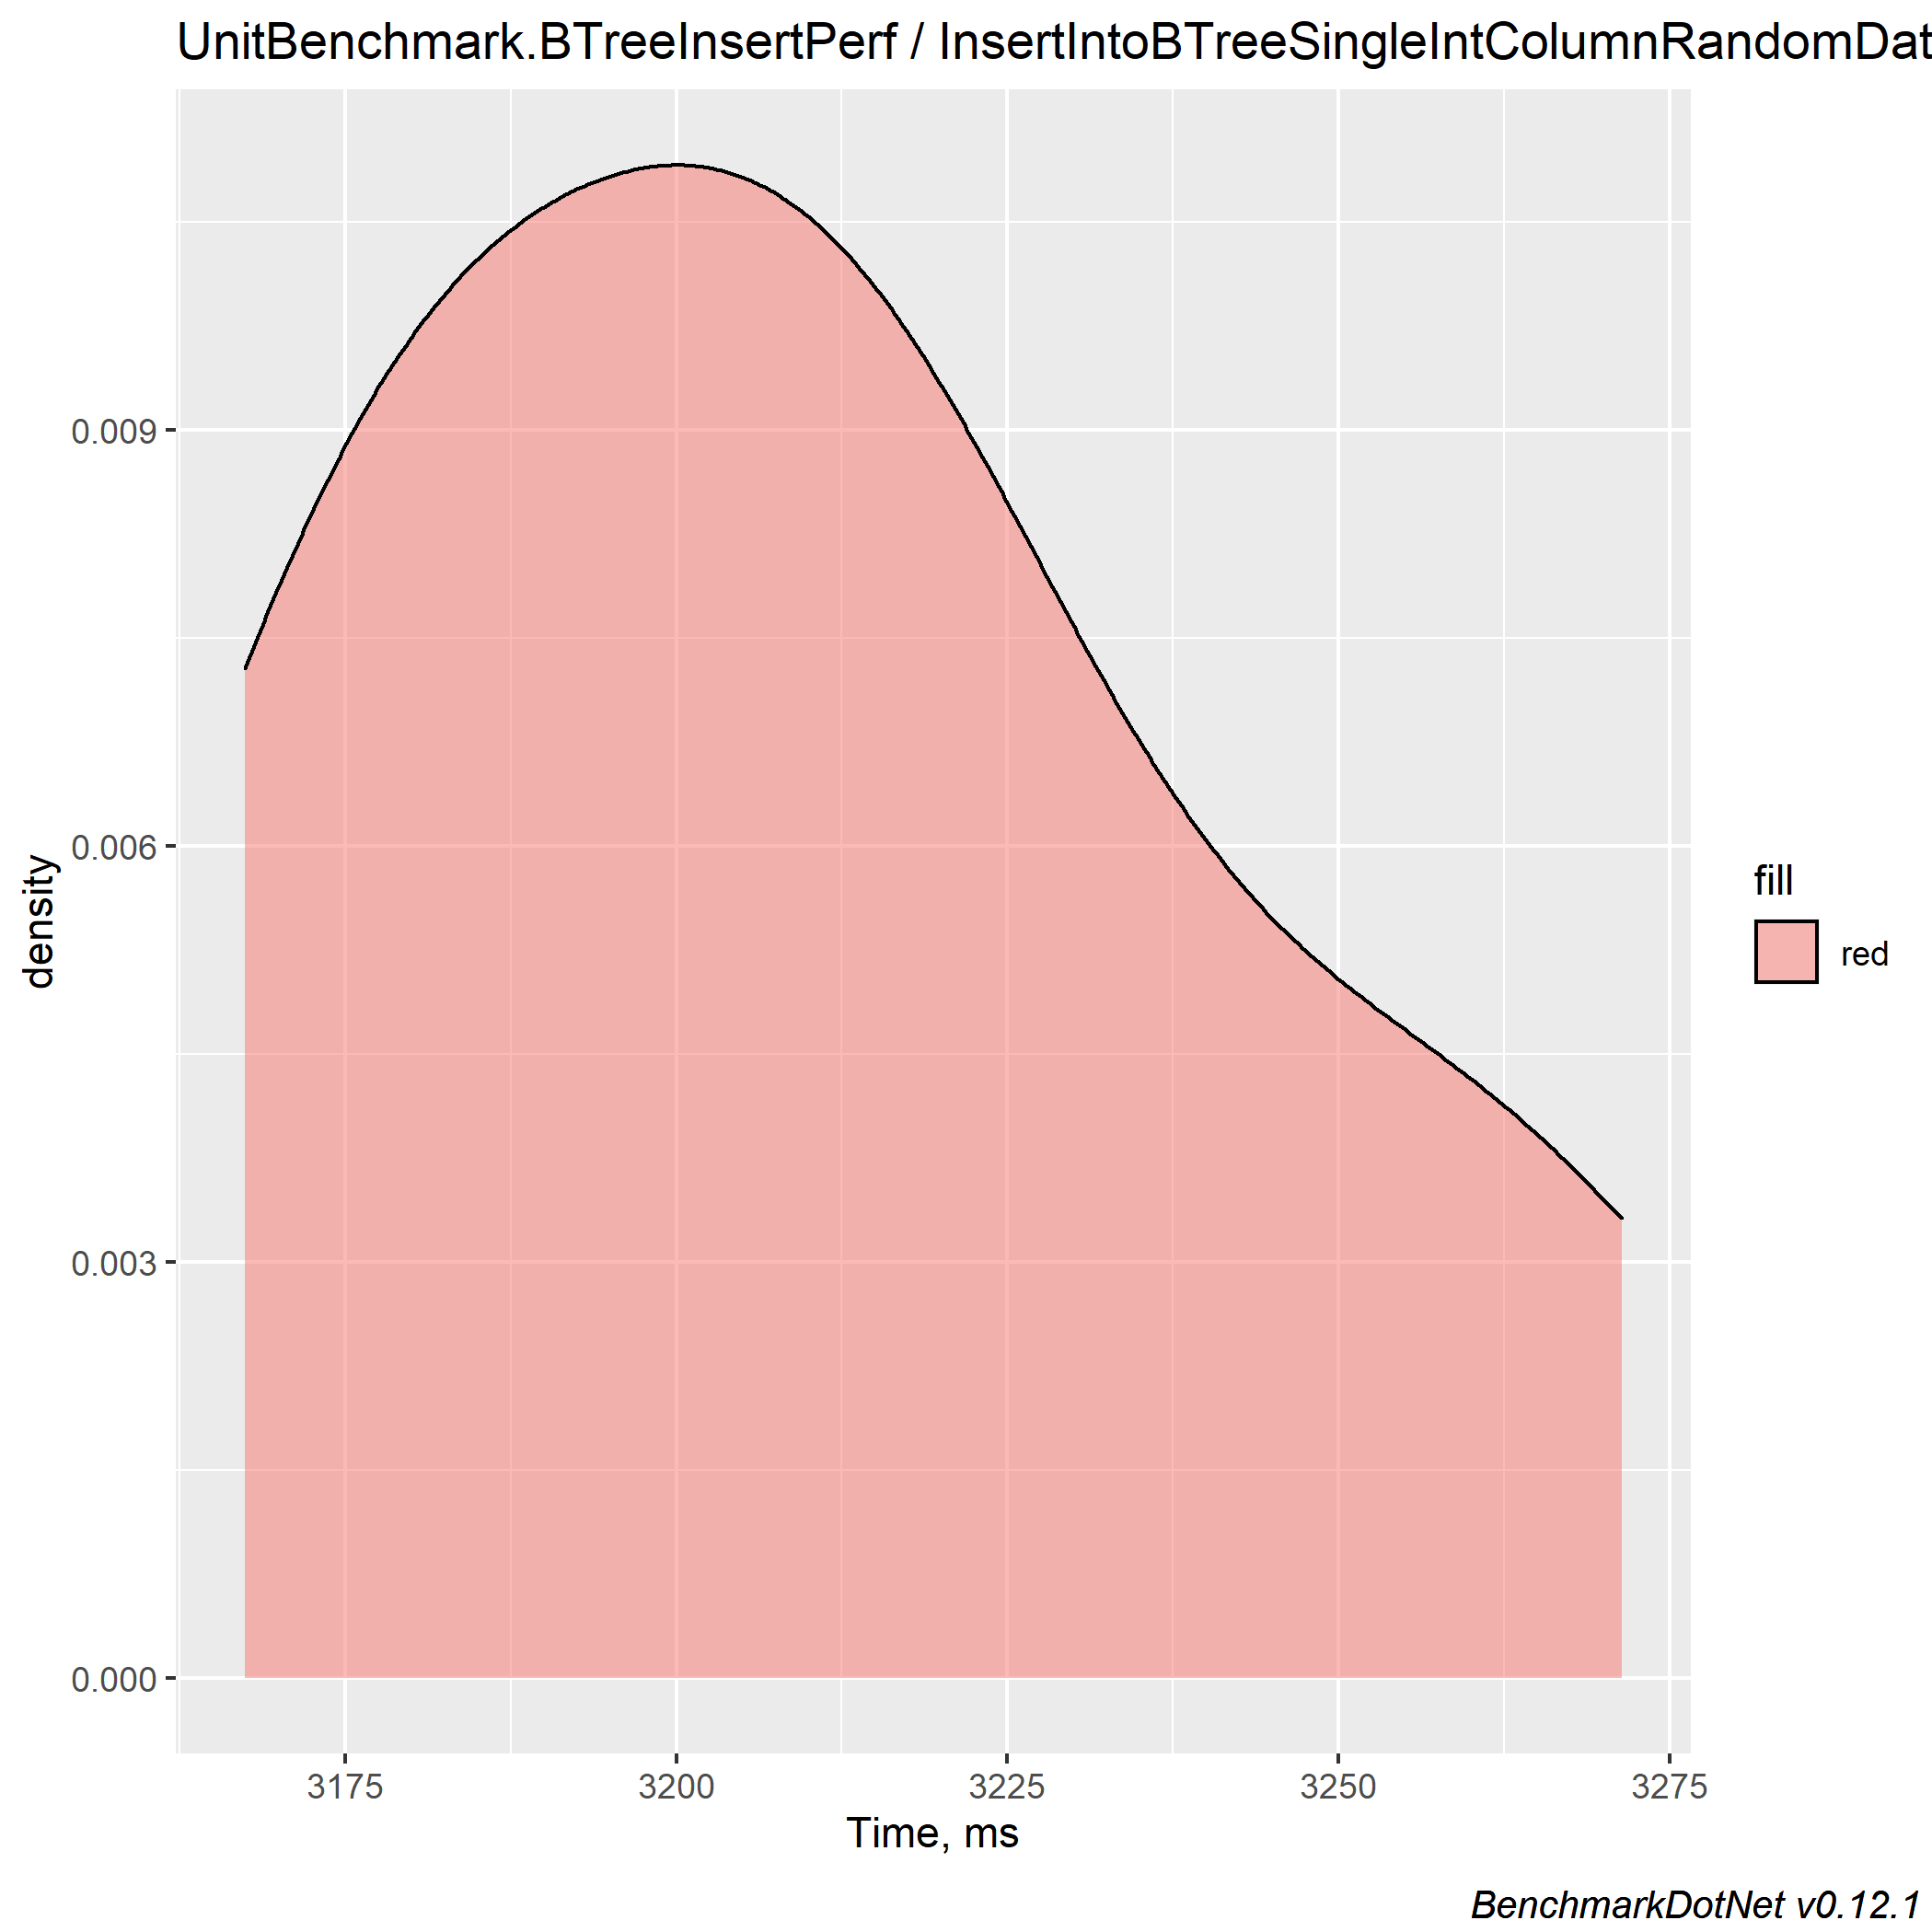 UnitBenchmark.BTreeInsertPerf / InsertIntoBTreeSingleIntColumnRandomDat
0.009
0.006
0.003
0.000
density
fill
red
3175 3200 3225 3250 3275
Time, ms
BenchmarkDotNet v0.12.1